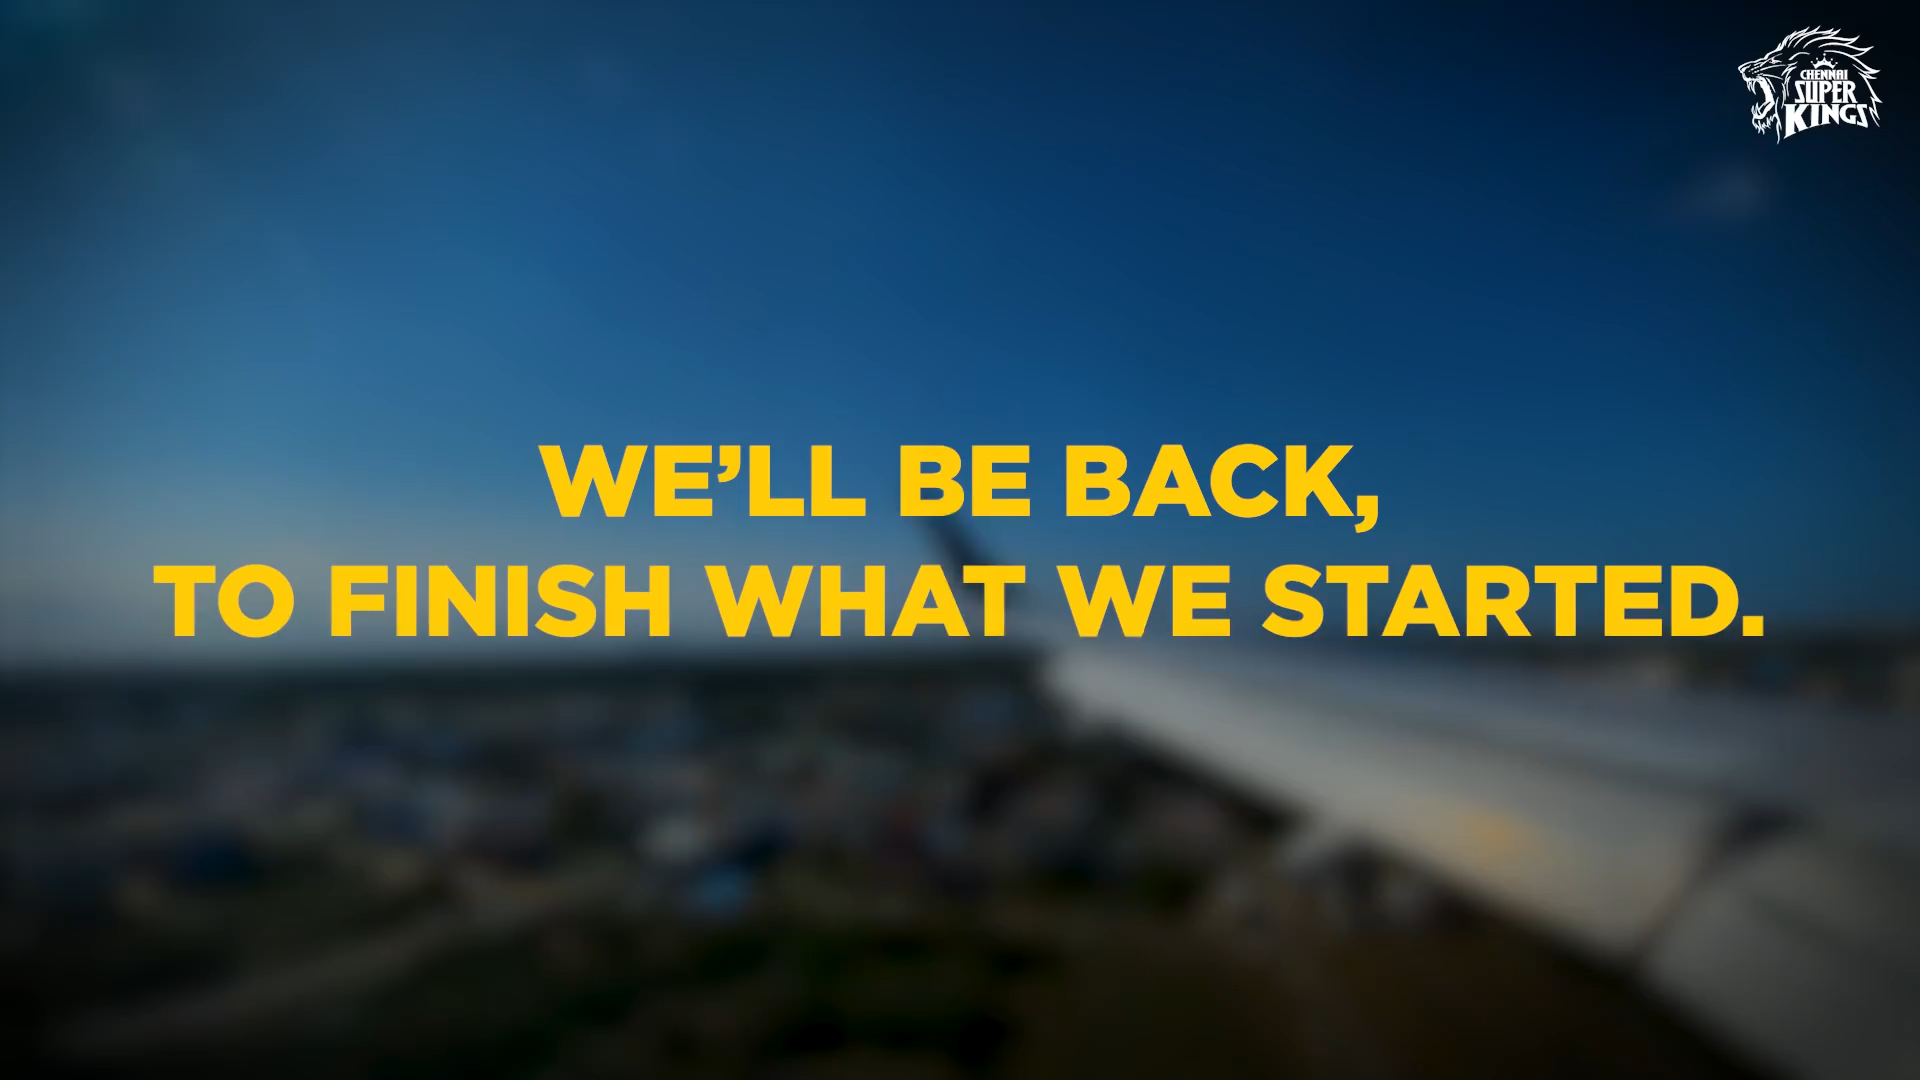 CHENNAI
SUPER
KINGS
WE’LL BE BACK,
TO FINISH WHAT WE STARTED.